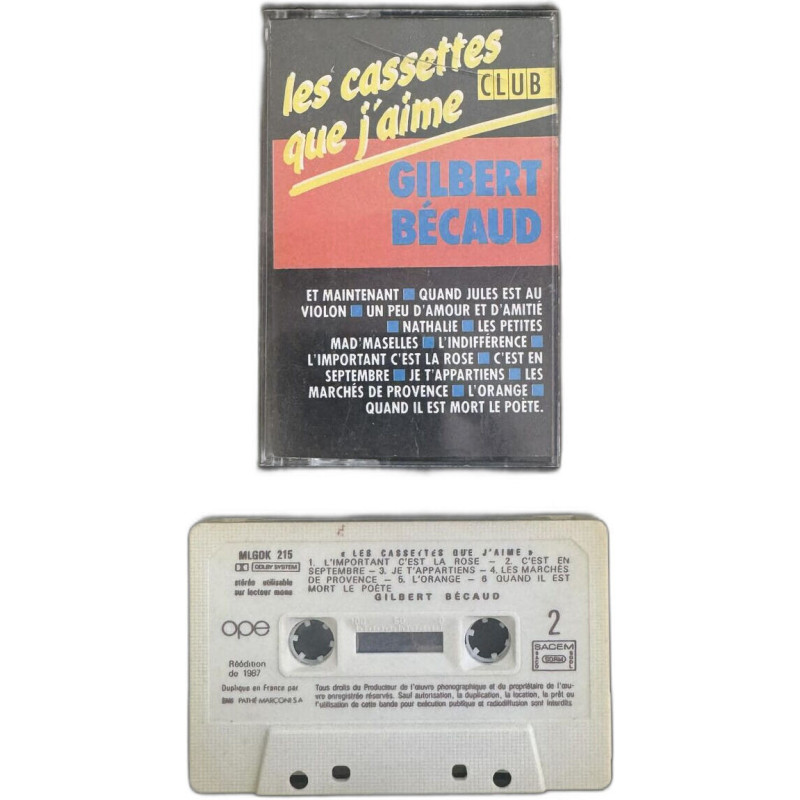 les cassettes
que j'aime
CLUB
GILBERT
BÉCAUD
ET MAINTENANT ■ QUAND JULES EST AU
VIOLON ■ UN PEU D'AMOUR ET D'AMITIÉ
■ NATHALIE ■ LES PETITES
MAD'MASELLES ■ L'INDIFFÉRENCE ■
L'IMPORTANT C'EST LA ROSE ■ C'EST EN
SEPTEMBRE ■ JE T'APPARTIENS ■ LES
MARCHÉS DE PROVENCE ■ L'ORANGE ■
QUAND IL EST MORT LE POÈTE.
MLGDK 215
DOLBY SYSTEM
stéréo utilisable
sur lecteur mono
« LES CASSETTES QUE J'AIME »
1. L'IMPORTANT C'EST LA ROSE – 2. C'EST EN
SEPTEMBRE – 3. JE T'APPARTIENS – 4. LES MARCHÉS
DE PROVENCE – 5. L'ORANGE – 6 QUAND IL EST
MORT LE POÈTE
GILBERT BÉCAUD
ope
2
SACEM
SDRM
Réédition
de 1987
Duplique en France par
EMI PATHÉ MARCONI S A
Tous droits du Producteur de l'œuvre phonographique et du propriétaire de l'œu-
vre enregistrée réservés. Sauf autorisation, la duplication, la location, le prêt ou
l'utilisation de cette bande pour exécution publique et radiodiffusion sont interdits.